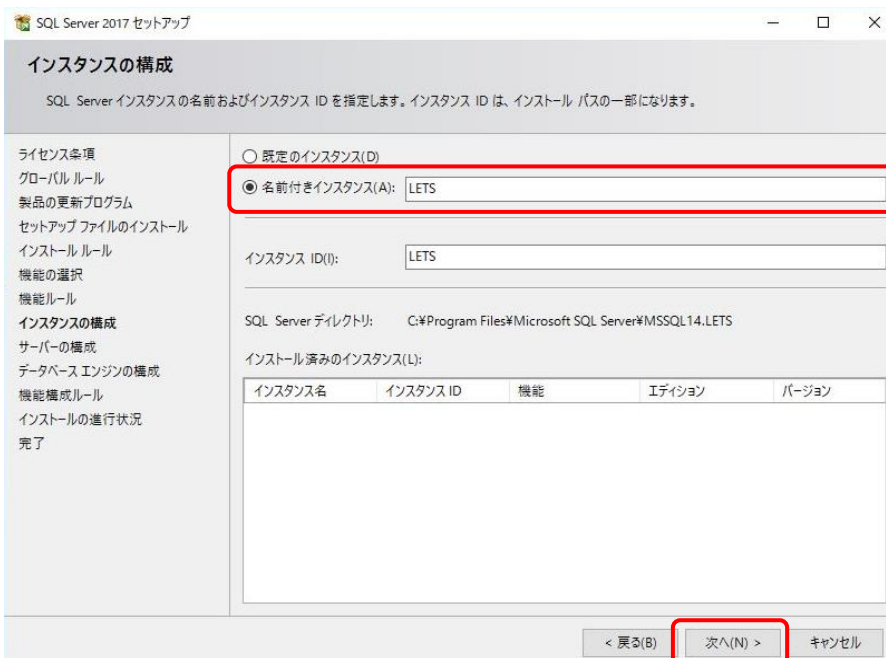 SQL Server 2017 セットアップ
インスタンスの構成
SQL Server インスタンスの名前およびインスタンス ID を指定します。インスタンス ID は、インストール パスの一部になります。
ライセンス条項
グローバル ルール
製品の更新プログラム
セットアップ ファイルのインストール
インストール ルール
機能の選択
機能ルール
インスタンスの構成
サーバーの構成
データベース エンジンの構成
機能構成ルール
インストールの進行状況
完了
既定のインスタンス(D)
名前付きインスタンス(A): LETS
インスタンス ID(I): LETS
SQL Server ディレクトリ: C:¥Program Files¥Microsoft SQL Server¥MSSQL14.LETS
インストール済みのインスタンス(L):
インスタンス名 インスタンス ID 機能 エディション バージョン
< 戻る(B) 次へ(N) > キャンセル